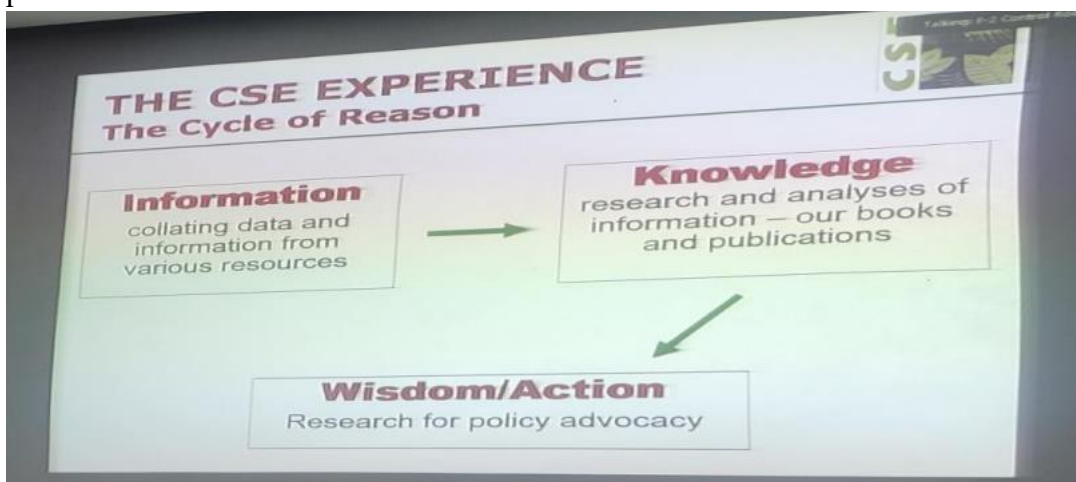 THE CSE EXPERIENCE
The Cycle of Reason
CSE
Information
collating data and
information from
various resources
Knowledge
research and analyses of
information – our books
and publications
Wisdom/Action
Research for policy advocacy